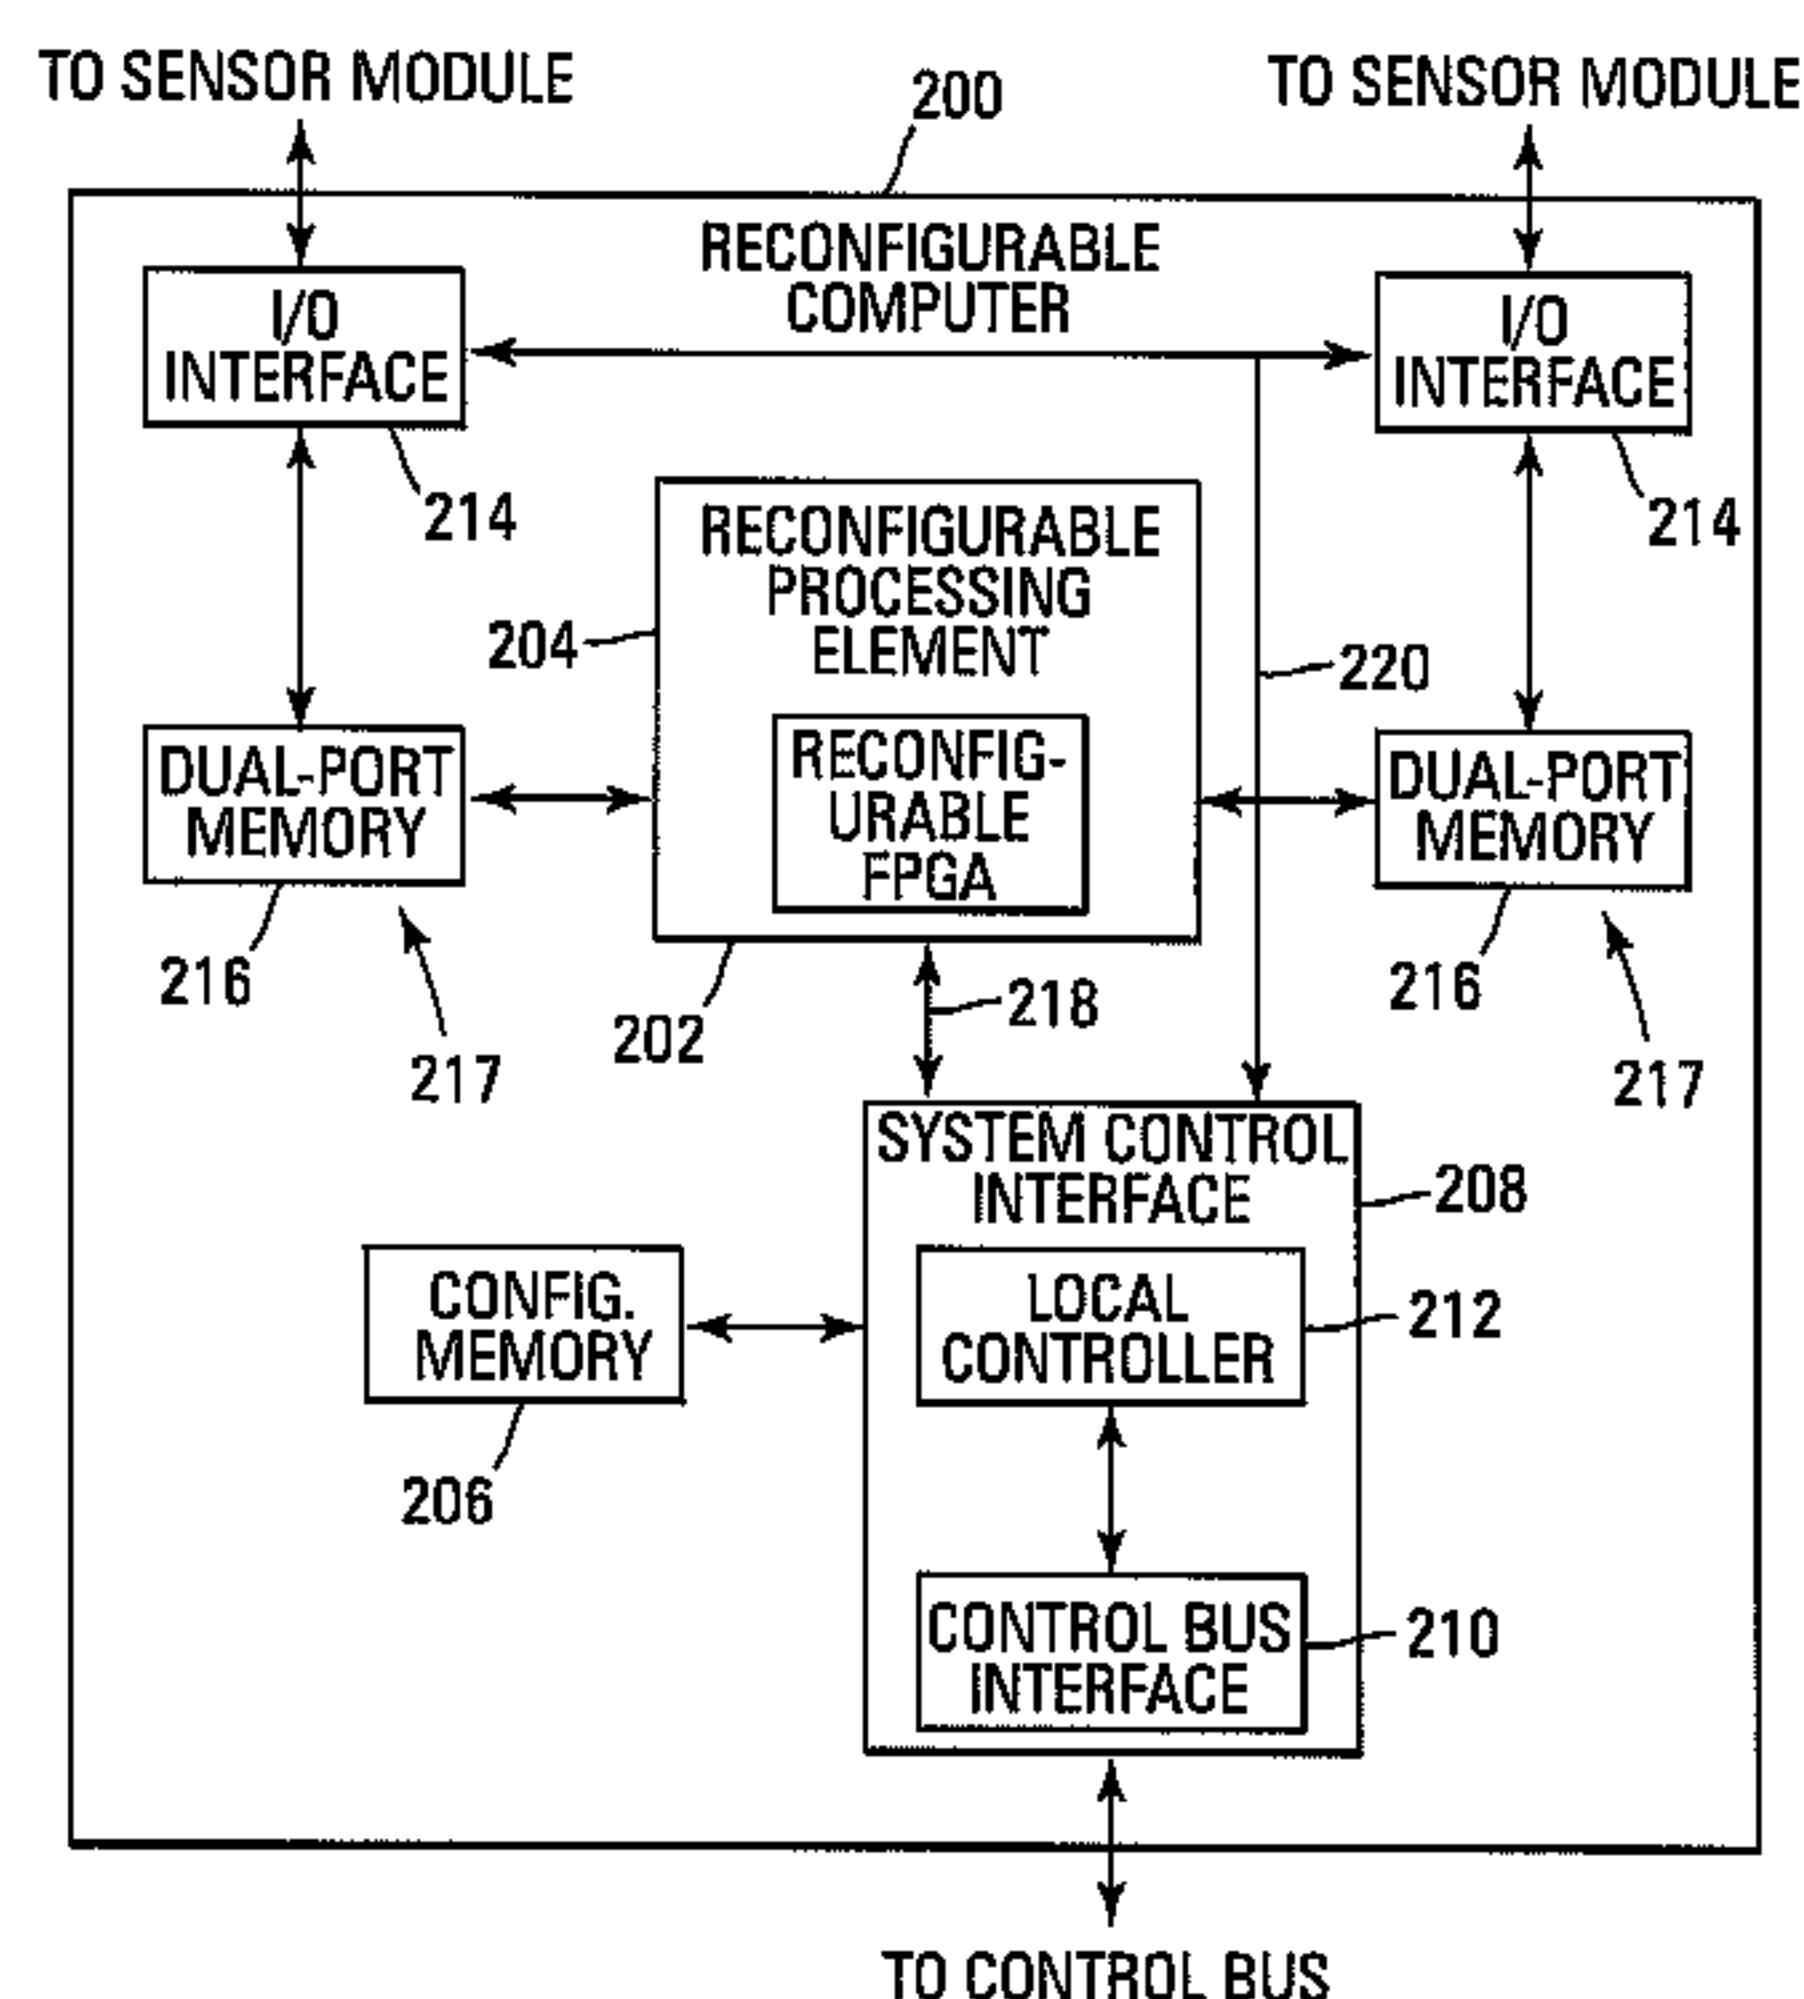 TO SENSOR MODULE
TO SENSOR MODULE
200
RECONFIGURABLE
COMPUTER
I/O
INTERFACE
I/O
INTERFACE
214
214
RECONFIGURABLE
PROCESSING
ELEMENT
204
220
RECONFIG-
URABLE
FPGA
DUAL-PORT
MEMORY
DUAL-PORT
MEMORY
216
216
218
202
217
217
SYSTEM CONTROL
INTERFACE
208
CONFIG.
MEMORY
LOCAL
CONTROLLER
212
206
CONTROL BUS
INTERFACE
210
TO CONTROL BUS